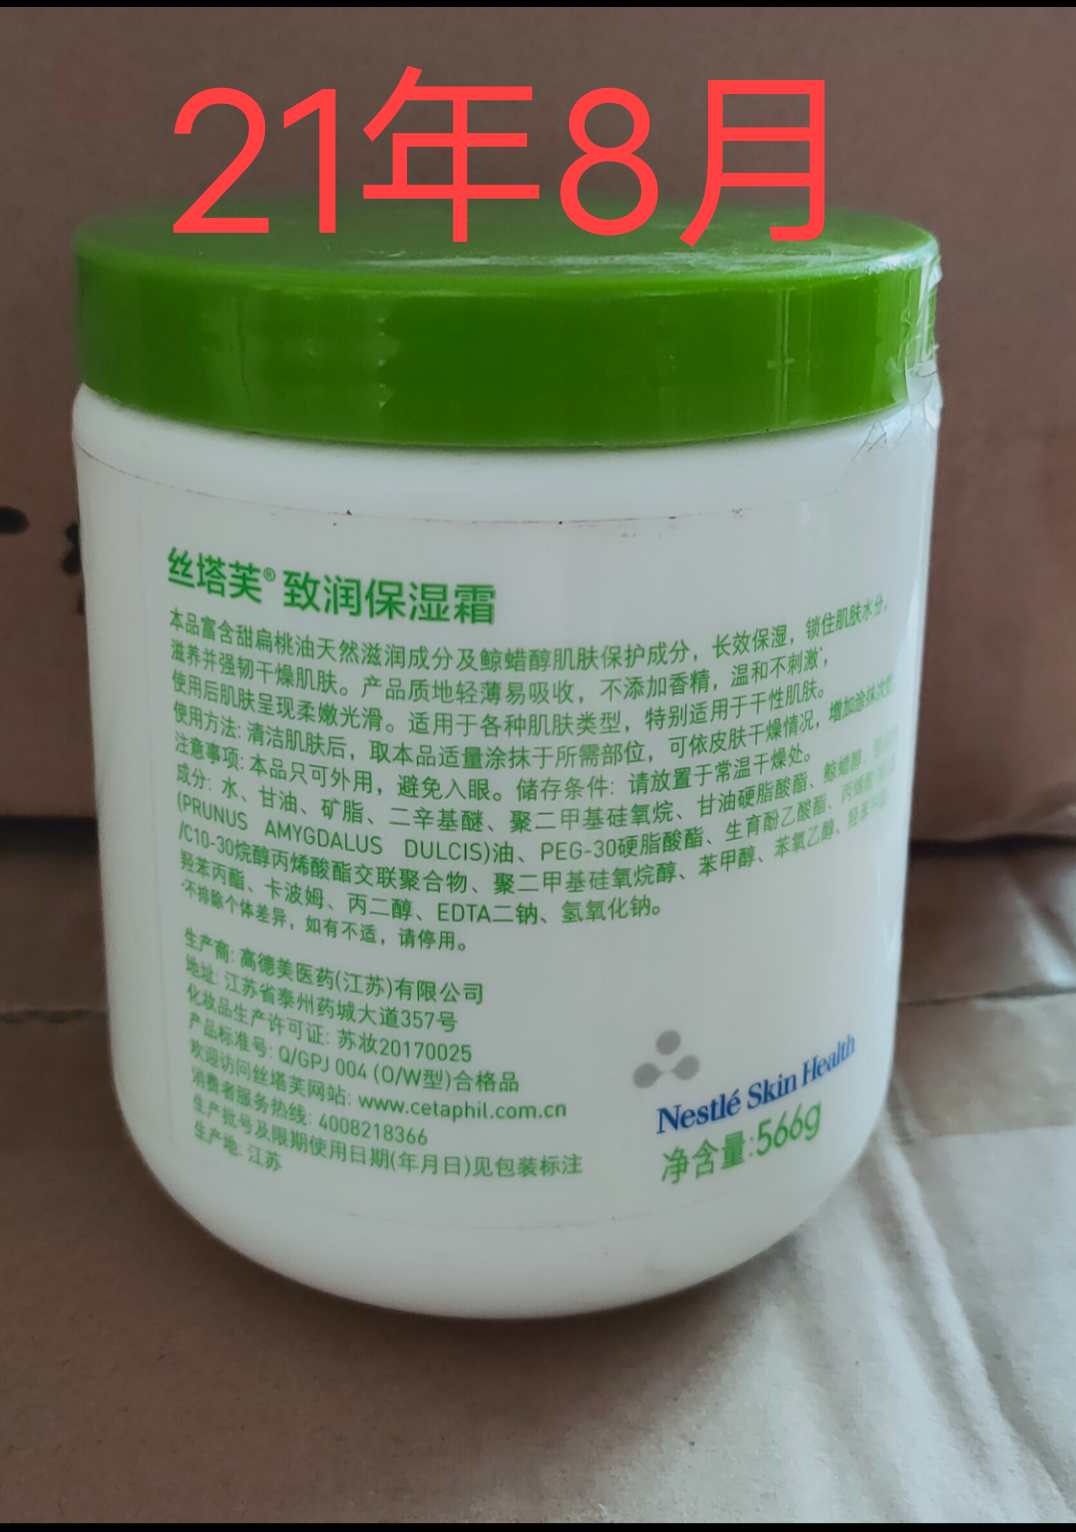 21年8月
丝塔芙® 致润保湿霜
本品富含甜扁桃油天然滋润成分及鲸蜡醇肌肤保护成分，长效保湿，锁住肌肤水分，
滋养并强韧干燥肌肤。产品质地轻薄易吸收，不添加香精，温和不刺激*，
使用后肌肤呈现柔嫩光滑。适用于各种肌肤类型，特别适用于干性肌肤。
使用方法: 清洁肌肤后，取本品适量涂抹于所需部位，可依皮肤干燥情况，增加涂抹次数
注意事项: 本品只可外用，避免入眼。储存条件: 请放置于常温干燥处。
成分: 水、甘油、矿脂、二辛基醚、聚二甲基硅氧烷、甘油硬脂酸酯、鲸蜡醇、
(PRUNUS AMYGDALUS DULCIS)油、PEG-30硬脂酸酯、生育酚乙酸酯、丙烯酸
/C10-30烷醇丙烯酸酯交联聚合物、聚二甲基硅氧烷醇、苯甲醇、苯氧乙醇、
羟苯丙酯、卡波姆、丙二醇、EDTA二钠、氢氧化钠。
*不排除个体差异，如有不适，请停用。
生产商: 高德美医药(江苏)有限公司
地址: 江苏省泰州药城大道357号
化妆品生产许可证: 苏妆20170025
产品标准号: Q/GPJ 004 (O/W型)合格品
欢迎访问丝塔芙网站: www.cetaphil.com.cn
消费者服务热线: 4008218366
生产批号及限期使用日期(年月日)见包装标注
生产地: 江苏
Nestlé Skin Health
净含量:566g